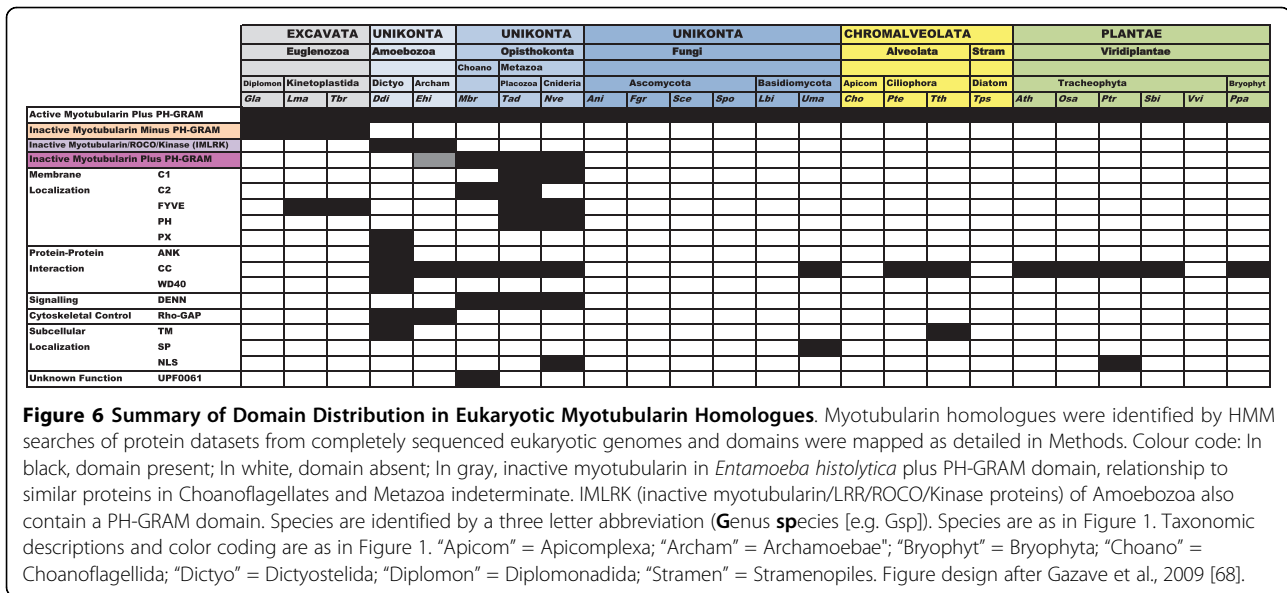 EXCAVATA UNIKONTA UNIKONTA UNIKONTA CHROMALVEOLATA PLANTAE
Euglenozoa Amoebozoa Opisthokonta Fungi Alveolata Stram Viridiplantae
Choano Metazoa
Diplomon Kinetoplastida Dictyo Archam Placozoa Cnideria Ascomycota Basidiomycota Apicom Ciliophora Diatom Tracheophyta Bryophyt
Gla Lma Tbr Ddi Ehi Mbr Tad Nve Ani Fgr Sce Spo Lbi Uma Cho Pte Tth Tps Ath Osa Ptr Sbi Vvi Ppa
Active Myotubularin Plus PH-GRAM
Inactive Myotubularin Minus PH-GRAM
Inactive Myotubularin/ROCO/Kinase (IMLRK)
Inactive Myotubularin Plus PH-GRAM
Membrane C1
Localization C2
FYVE
PH
PX
Protein-Protein ANK
Interaction CC
WD40
Signalling DENN
Cytoskeletal Control Rho-GAP
Subcellular TM
Localization SP
NLS
Unknown Function UPF0061
Figure 6 Summary of Domain Distribution in Eukaryotic Myotubularin Homologues. Myotubularin homologues were identified by HMM
searches of protein datasets from completely sequenced eukaryotic genomes and domains were mapped as detailed in Methods. Colour code: In
black, domain present; In white, domain absent; In gray, inactive myotubularin in Entamoeba histolytica plus PH-GRAM domain, relationship to
similar proteins in Choanoflagellates and Metazoa indeterminate. IMLRK (inactive myotubularin/LRR/ROCO/Kinase proteins) of Amoebozoa also
contain a PH-GRAM domain. Species are identified by a three letter abbreviation (Genus species [e.g. Gsp]). Species are as in Figure 1. Taxonomic
descriptions and color coding are as in Figure 1. “Apicom” = Apicomplexa; “Archam” = Archamoebae"; “Bryophyt” = Bryophyta; “Choano” =
Choanoflagellida; “Dictyo” = Dictyostelida; “Diplomon” = Diplomonadida; “Stramen” = Stramenopiles. Figure design after Gazave et al., 2009 [68].